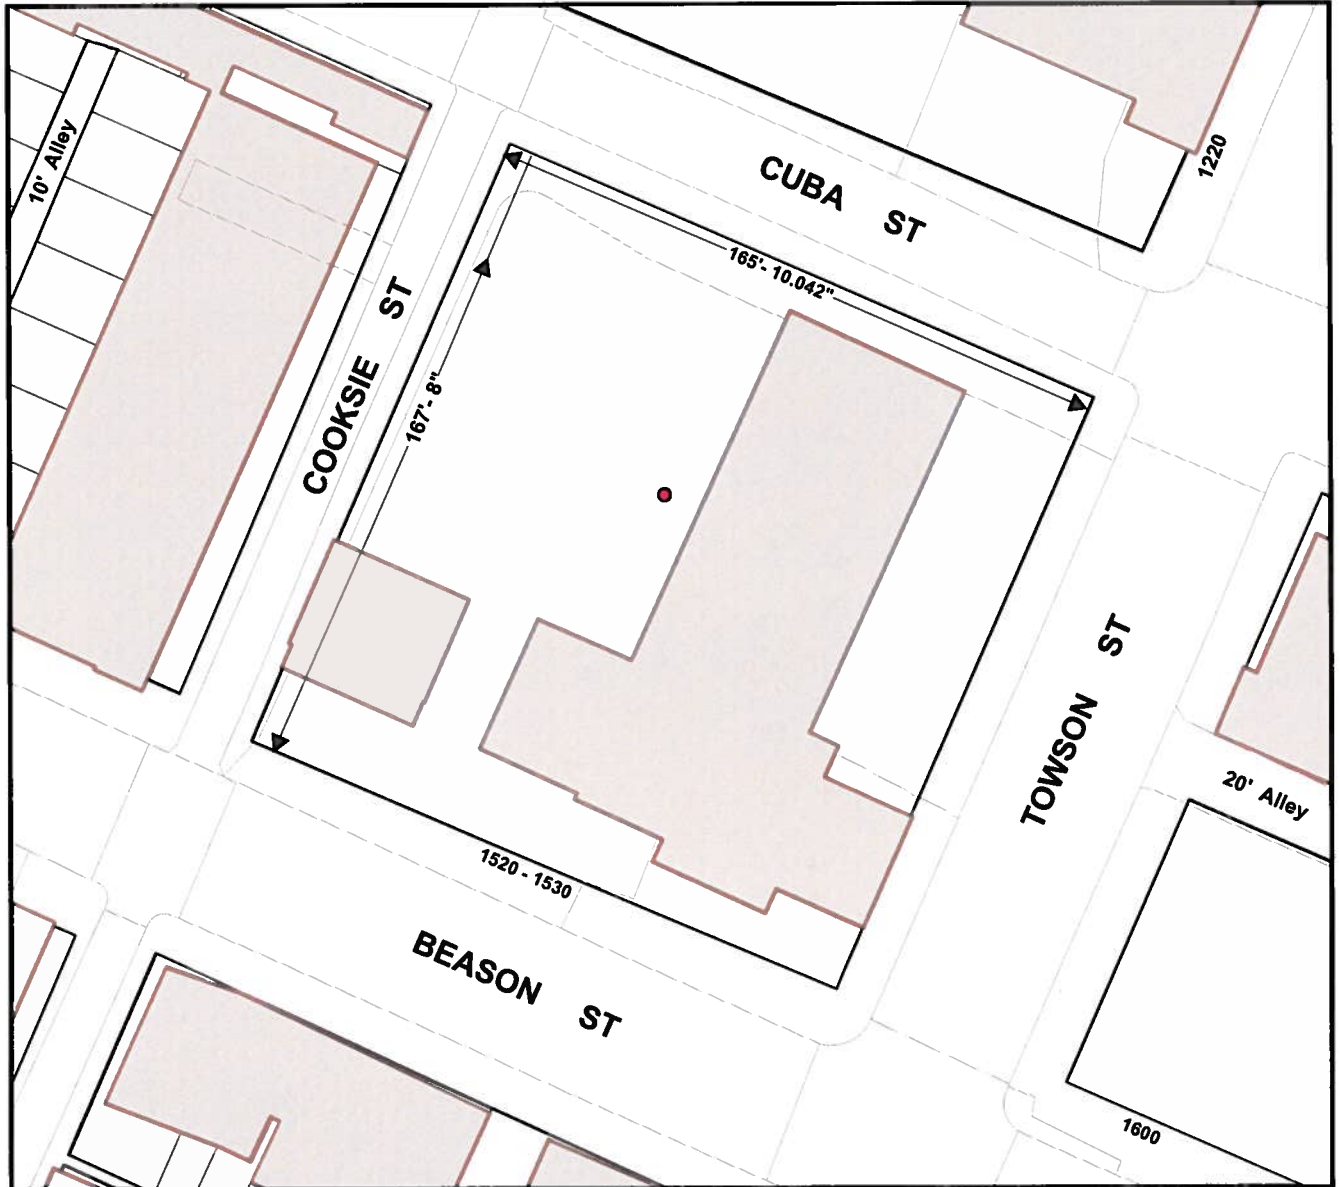 10' Alley
1220
CUBA ST
165'- 10.042"
COOKSIE ST
167'- 8"
TOWSON ST
20' Alley
1520 - 1530
BEASON ST
1600